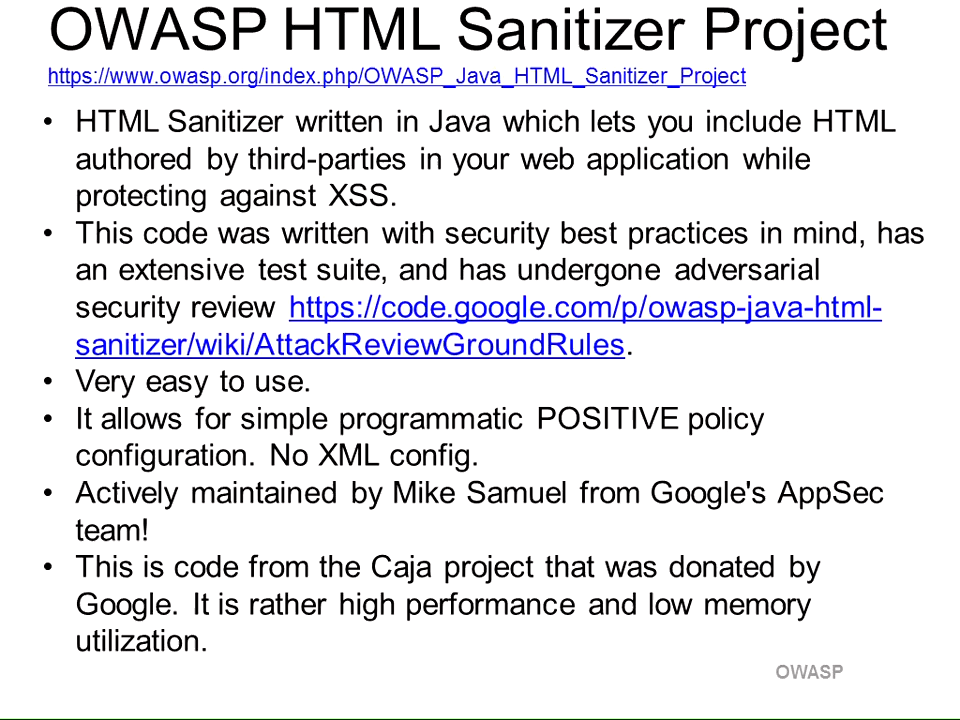 OWASP HTML Sanitizer Project
https://www.owasp.org/index.php/OWASP_Java_HTML_Sanitizer_Project
• HTML Sanitizer written in Java which lets you include HTML
authored by third-parties in your web application while
protecting against XSS.
• This code was written with security best practices in mind, has
an extensive test suite, and has undergone adversarial
security review https://code.google.com/p/owasp-java-html-
sanitizer/wiki/AttackReviewGroundRules.
• Very easy to use.
• It allows for simple programmatic POSITIVE policy
configuration. No XML config.
• Actively maintained by Mike Samuel from Google's AppSec
team!
• This is code from the Caja project that was donated by
Google. It is rather high performance and low memory
utilization.
OWASP